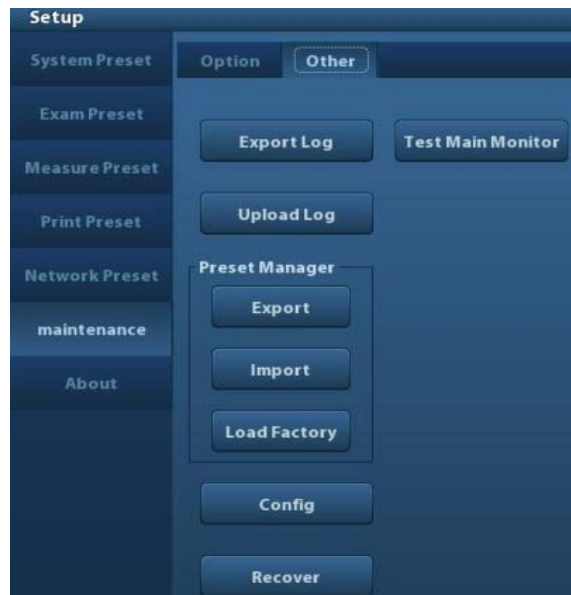 Setup
System Preset
Exam Preset
Measure Preset
Print Preset
Network Preset
maintenance
About
Option
Other
Export Log
Test Main Monitor
Upload Log
Preset Manager
Export
Import
Load Factory
Config
Recover